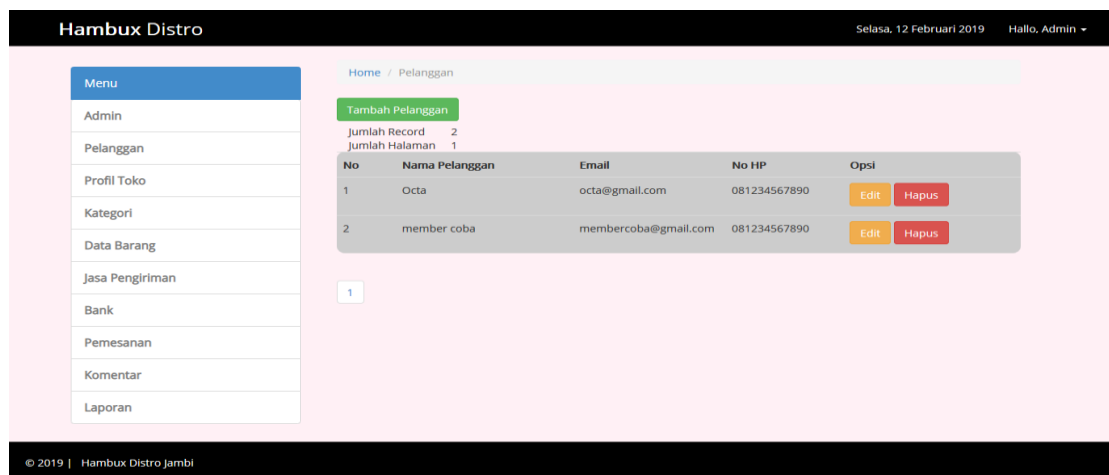 Hambux Distro
Selasa, 12 Februari 2019 Hallo, Admin
Menu
Admin
Pelanggan
Profil Toko
Kategori
Data Barang
Jasa Pengiriman
Bank
Pemesanan
Komentar
Laporan
Home / Pelanggan
Tambah Pelanggan
Jumlah Record 2
Jumlah Halaman 1
No Nama Pelanggan Email No HP Opsi
1 Octa octa@gmail.com 081234567890 Edit Hapus
2 member coba membercoba@gmail.com 081234567890 Edit Hapus
1
© 2019 | Hambux Distro Jambi